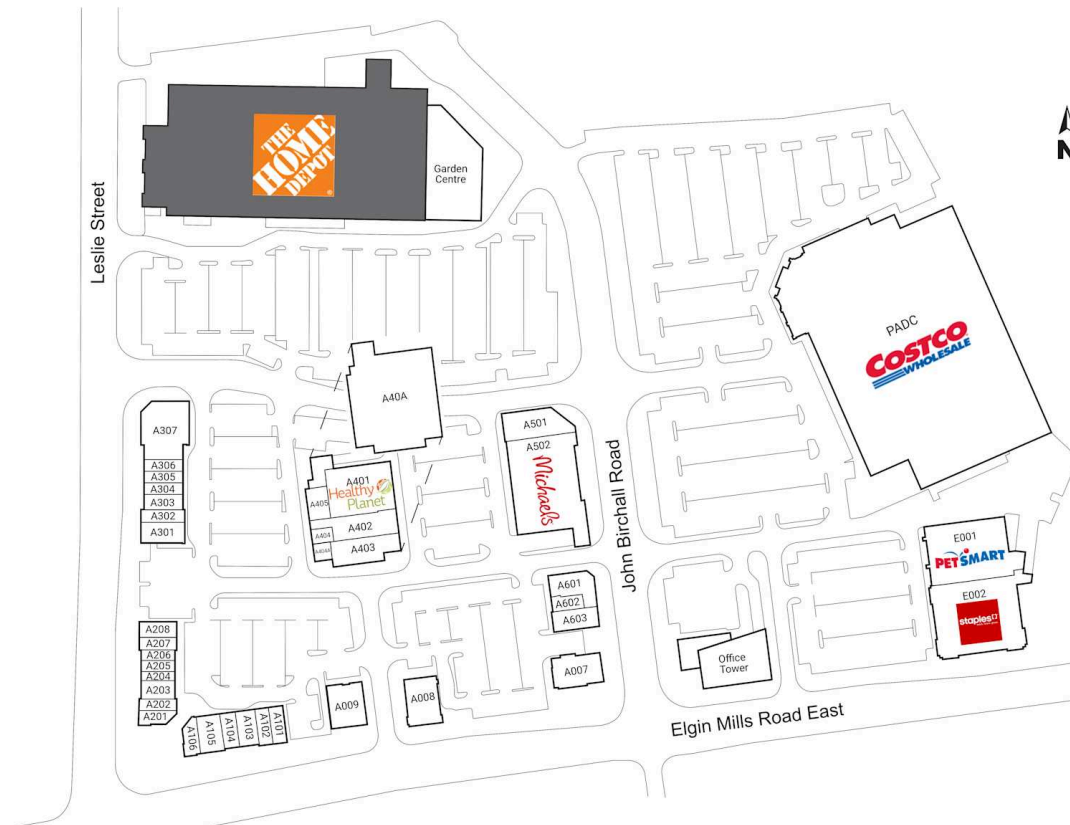 THE
HOME
DEPOT
Garden
Centre
N
Leslie Street
PADC
COSTCO
WHOLESALE
A40A
A307
A306
A305
A304
A303
A302
A301
A501
A502
Michaels
John Birchall Road
A401
Healthy
Planet
A405
A402
A404
A403
A404A
E001
PETSMART
E002
staples
A601
A602
A603
A007
Office
Tower
A208
A207
A206
A205
A204
A203
A202
A201
A106
A105
A104
A103
A102
A101
A009
A008
Elgin Mills Road East